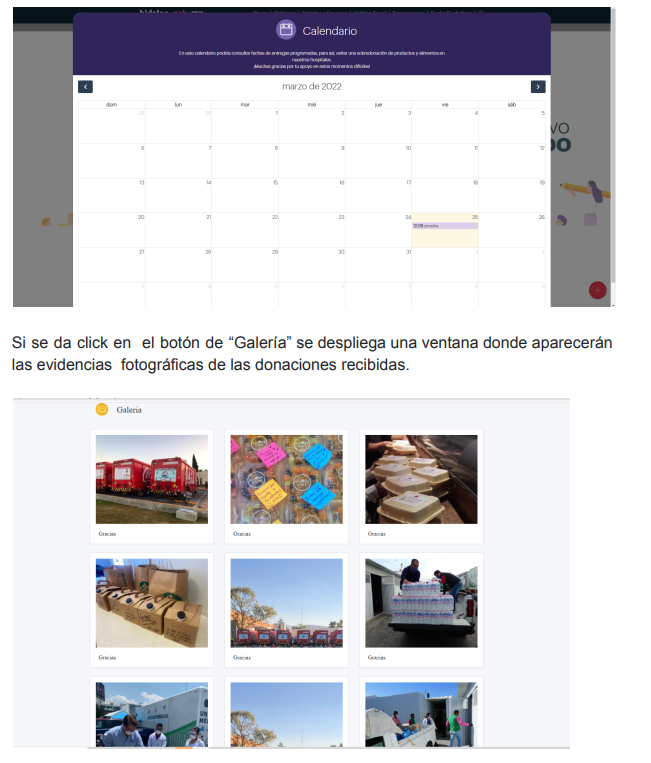 Calendario
En este calendario podrás consultar fechas de entregas programadas, para así, evitar una sobredonación de productos y alimentos en
nuestros hospitales.
¡Muchas gracias por tu apoyo en estos momentos difíciles!
marzo de 2022
dom lun mar mié jue vie sáb
27 28 1 2 3 4 5
VO
DO
6 7 8 9 10 11 12
13 14 15 16 17 18 19
20 21 22 23 24 25 26
12:09 prueba
27 28 29 30 31 1 2
3 4 5 6 7 8 9
Si se da click en el botón de “Galería” se despliega una ventana donde aparecerán
las evidencias fotográficas de las donaciones recibidas.
Galería
Gracias Gracias Gracias
Gracias Gracias Gracias